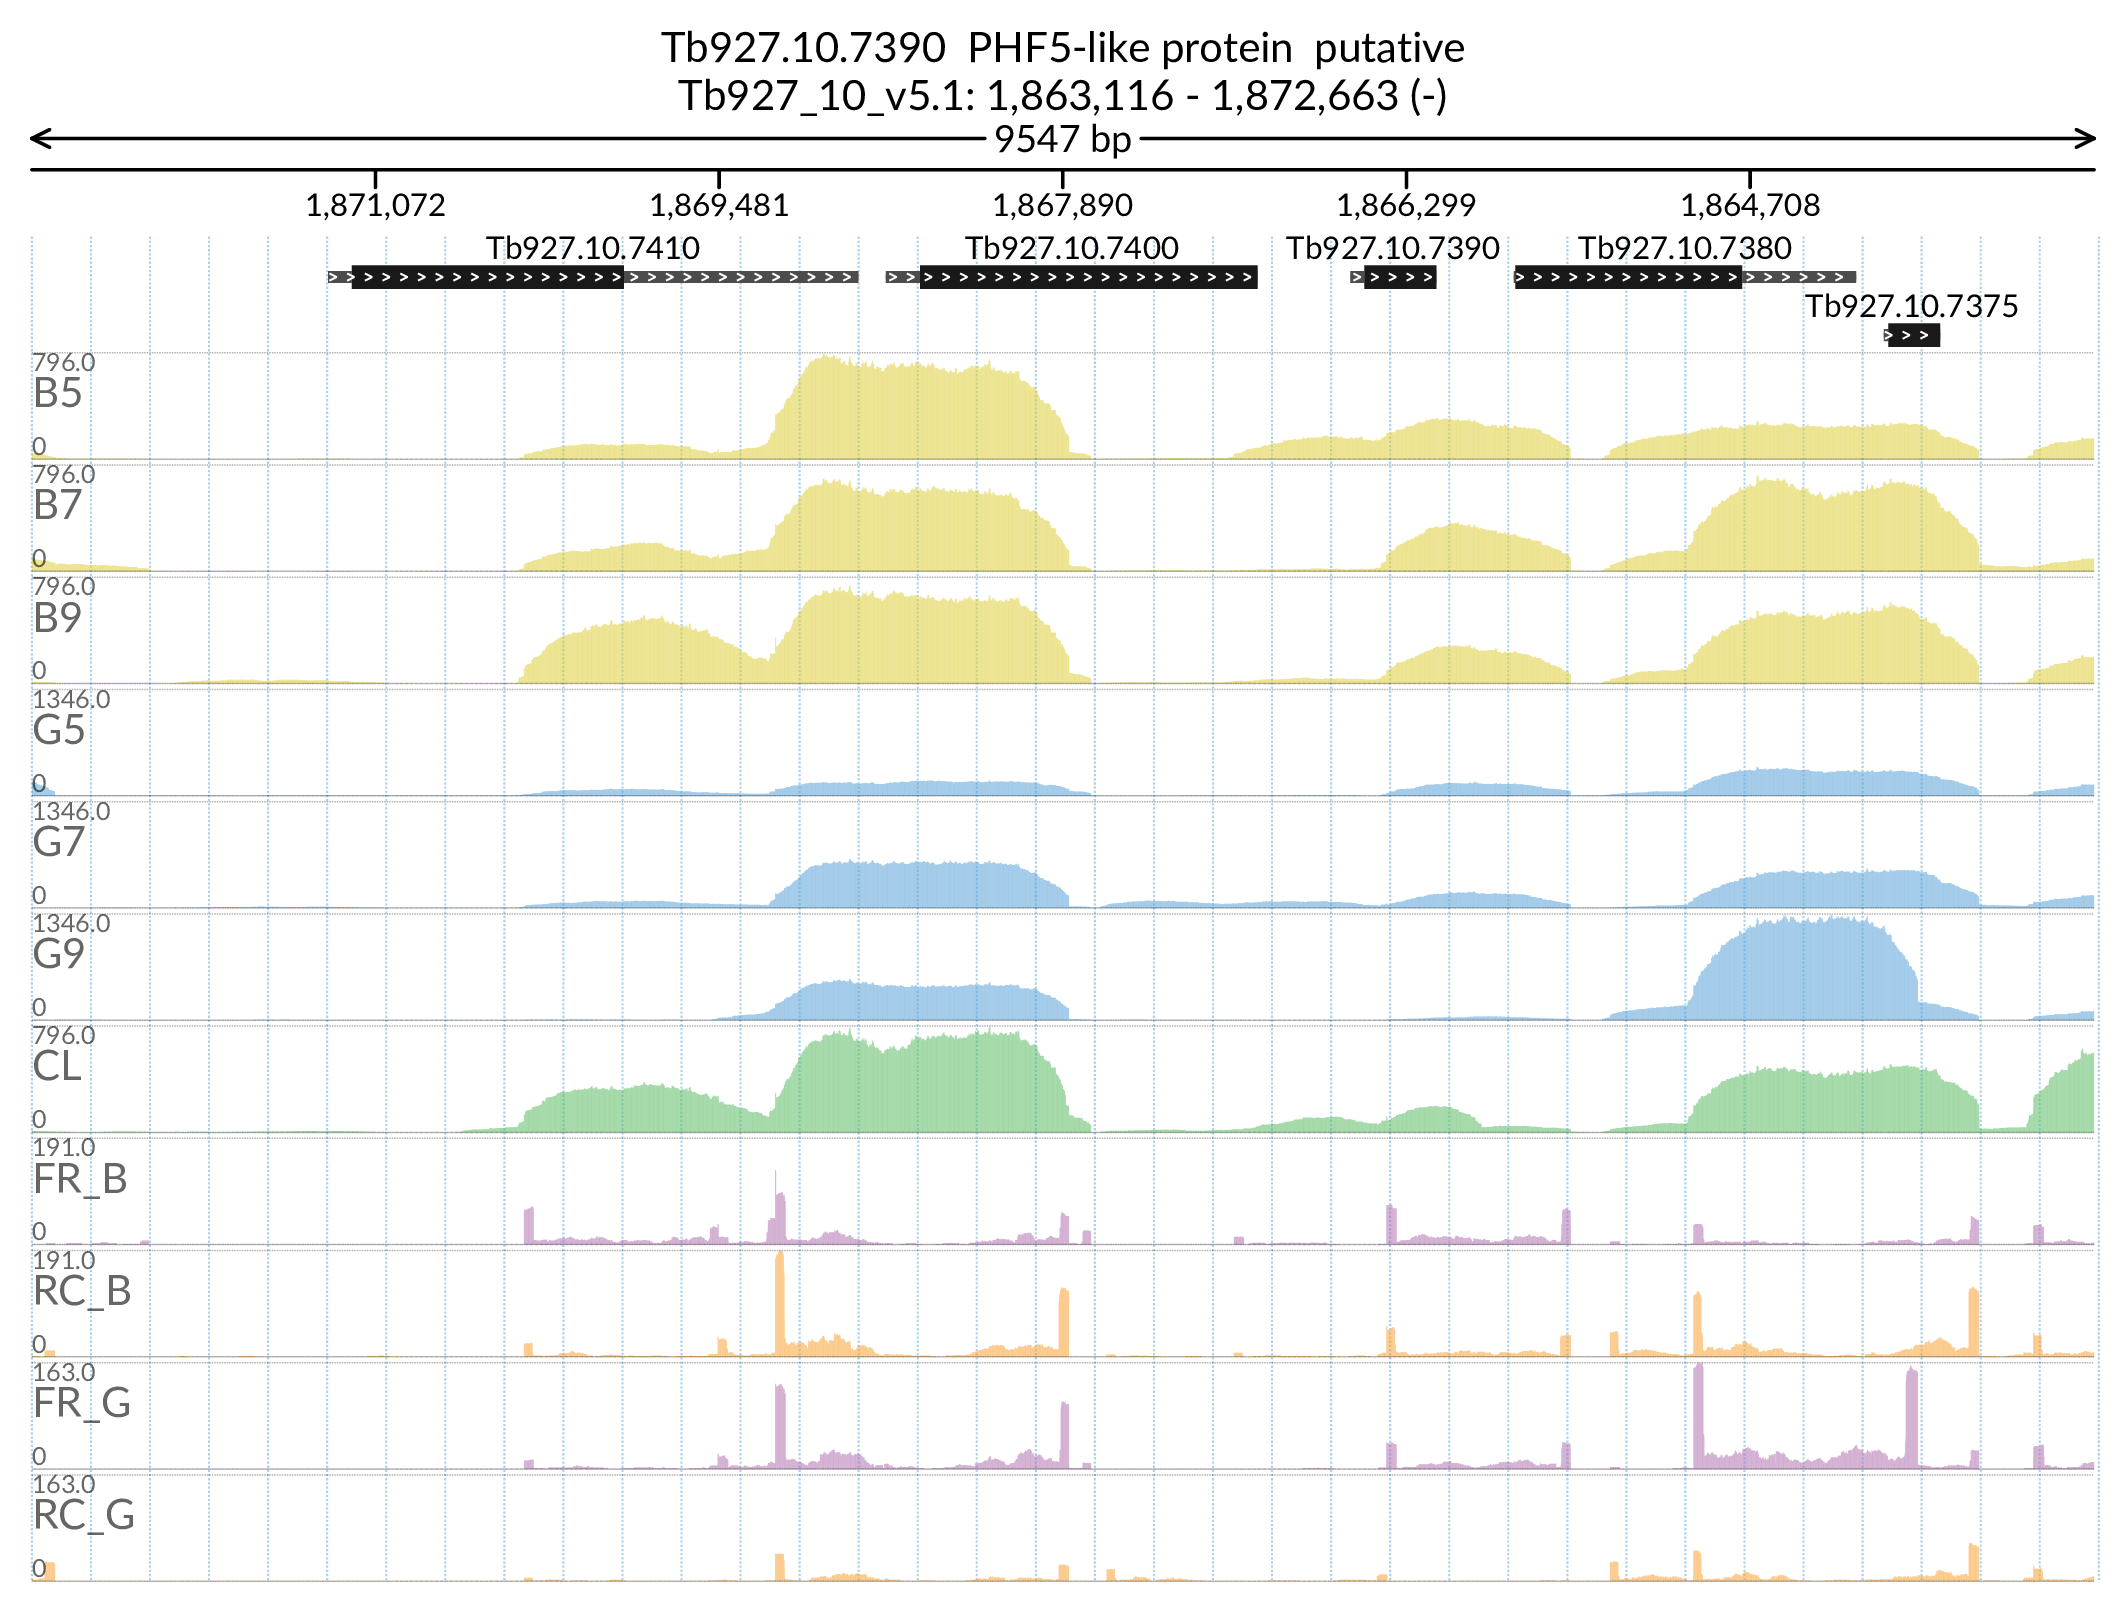 Tb927.10.7390  PHF5-like protein  putative
Tb927_10_v5.1: 1,863,116 - 1,872,663 (-)
9547 bp
1,871,072 1,869,481 1,867,890 1,866,299 1,864,708
Tb927.10.7410 Tb927.10.7400 Tb927.10.7390 Tb927.10.7380
Tb927.10.7375
796.0
B5
0
796.0
B7
0
796.0
B9
0
1346.0
G5
0
1346.0
G7
0
1346.0
G9
0
796.0
CL
0
191.0
FR_B
0
191.0
RC_B
0
163.0
FR_G
0
163.0
RC_G
0